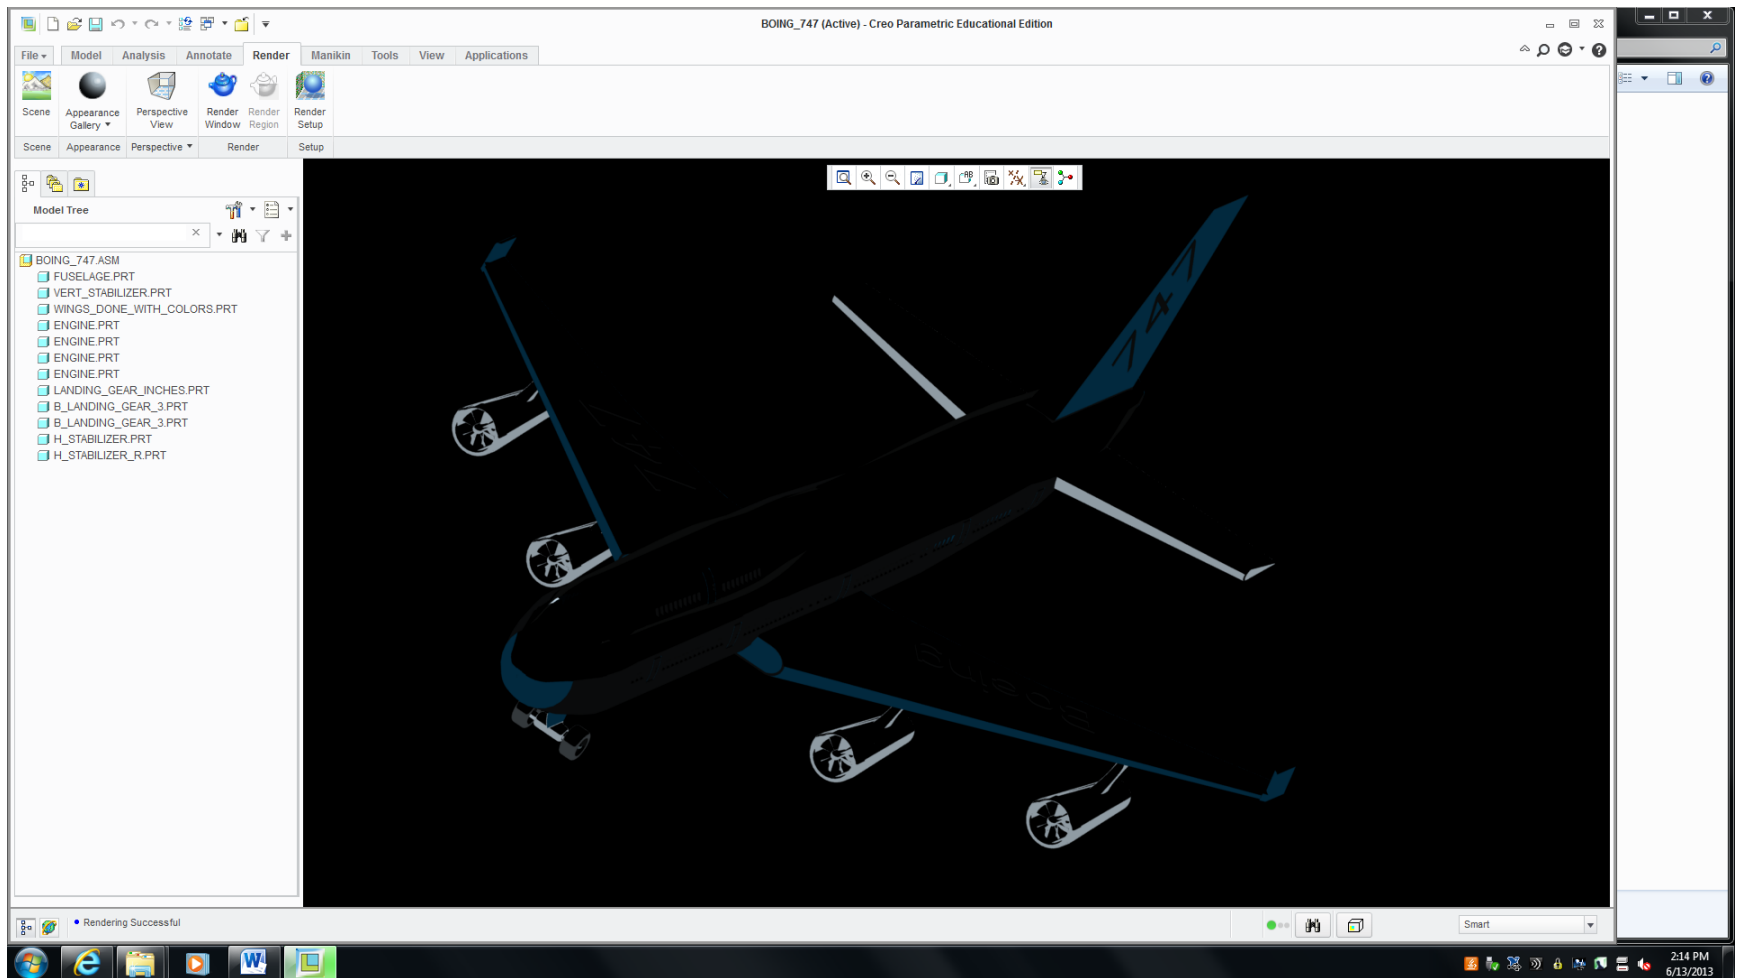 BOING_747 (Active) - Creo Parametric Educational Edition
File Model Analysis Annotate Render Manikin Tools View Applications
Scene
Appearance Gallery
Perspective View
Render Window
Render Region
Render Setup
Scene Appearance Perspective Render Setup
Model Tree
BOING_747.ASM
FUSELAGE.PRT
VERT_STABILIZER.PRT
WINGS_DONE_WITH_COLORS.PRT
ENGINE.PRT
ENGINE.PRT
ENGINE.PRT
ENGINE.PRT
LANDING_GEAR_INCHES.PRT
B_LANDING_GEAR_3.PRT
B_LANDING_GEAR_3.PRT
H_STABILIZER.PRT
H_STABILIZER_R.PRT
747
Boeing
Rendering Successful
Smart
2:14 PM
6/13/2013